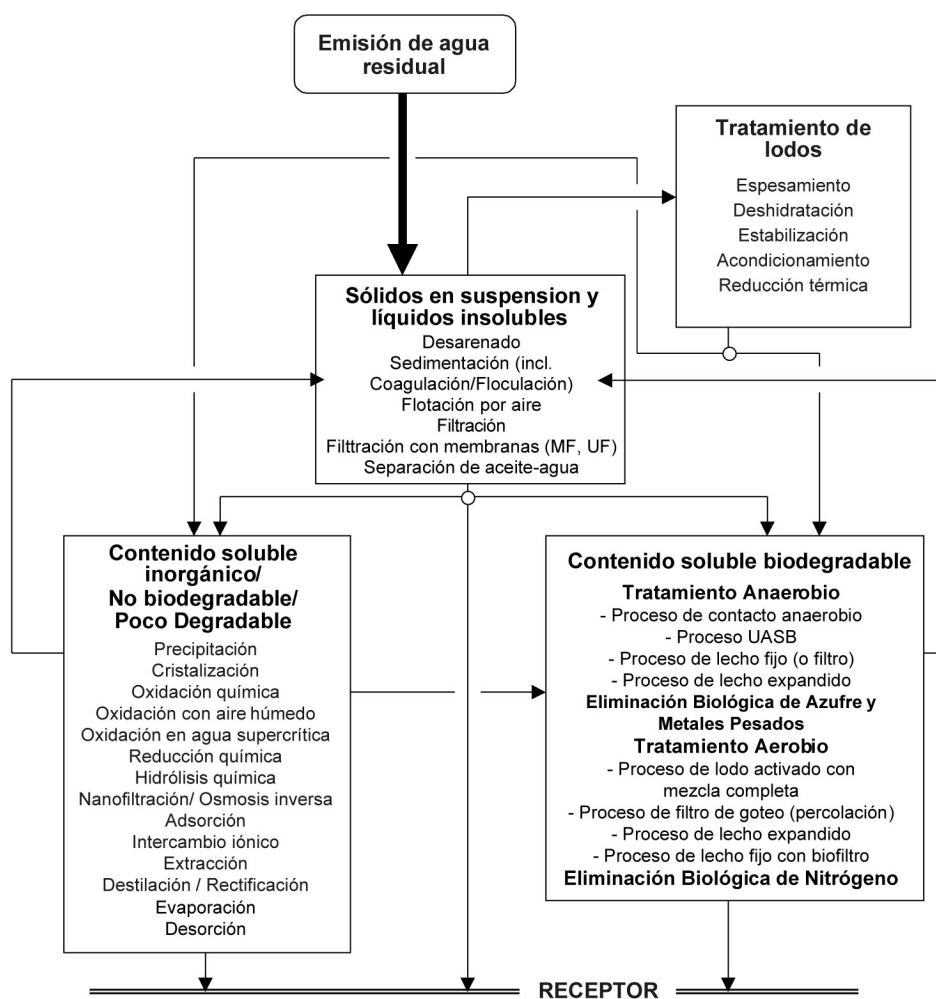 Emisión de agua
residual
Tratamiento de
lodos
Espesamiento
Deshidratación
Estabilización
Acondicionamiento
Reducción térmica
Sólidos en suspension y
líquidos insolubles
Desarenado
Sedimentación (incl.
Coagulación/Floculación)
Flotación por aire
Filtración
Filttración con membranas (MF, UF)
Separación de aceite-agua
Contenido soluble
inorgánico/
No biodegradable/
Poco Degradable
Precipitación
Cristalización
Oxidación química
Oxidación con aire húmedo
Oxidación en agua supercrítica
Reducción química
Hidrólisis química
Nanofiltración/ Osmosis inversa
Adsorción
Intercambio iónico
Extracción
Destilación / Rectificación
Evaporación
Desorción
Contenido soluble biodegradable
Tratamiento Anaerobio
- Proceso de contacto anaerobio
- Proceso UASB
- Proceso de lecho fijo (o filtro)
- Proceso de lecho expandido
Eliminación Biológica de Azufre y
Metales Pesados
Tratamiento Aerobio
- Proceso de lodo activado con
mezcla completa
- Proceso de filtro de goteo (percolación)
- Proceso de lecho expandido
- Proceso de lecho fijo con biofiltro
Eliminación Biológica de Nitrógeno
RECEPTOR